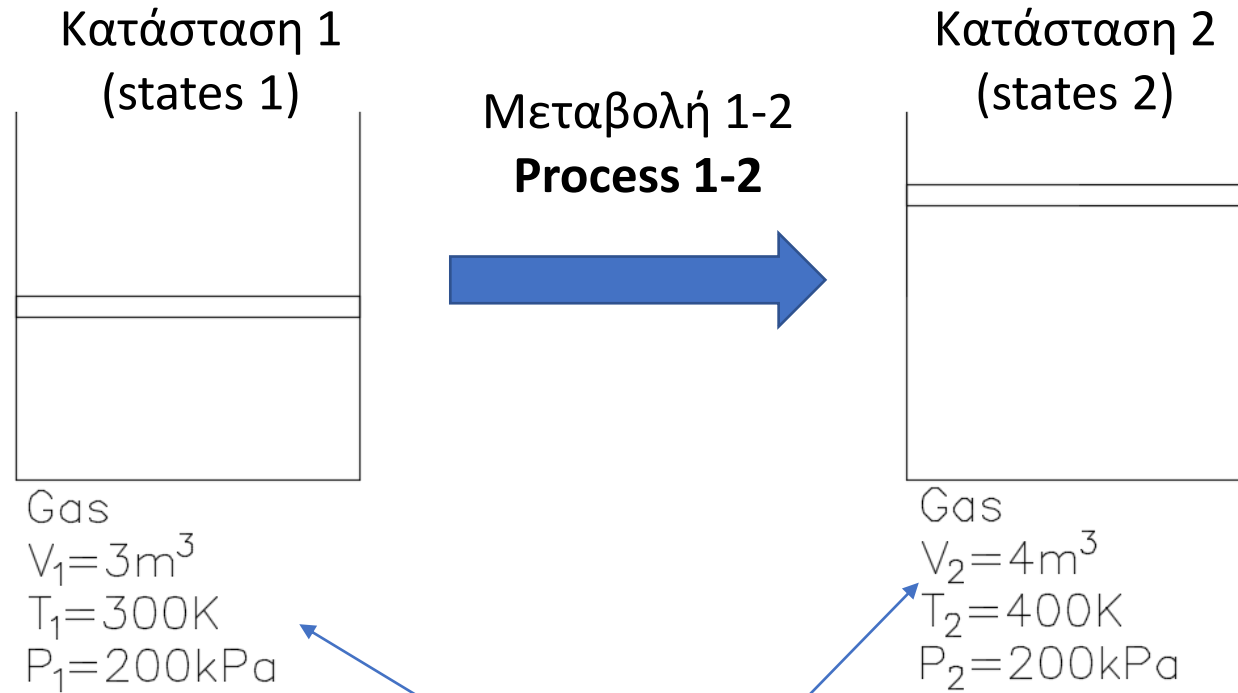 Κατάσταση 1
(states 1)
Μεταβολή 1-2
Process 1-2
Κατάσταση 2
(states 2)
Gas
V₁=3m³
T₁=300K
P₁=200kPa
Gas
V₂=4m³
T₂=400K
P₂=200kPa